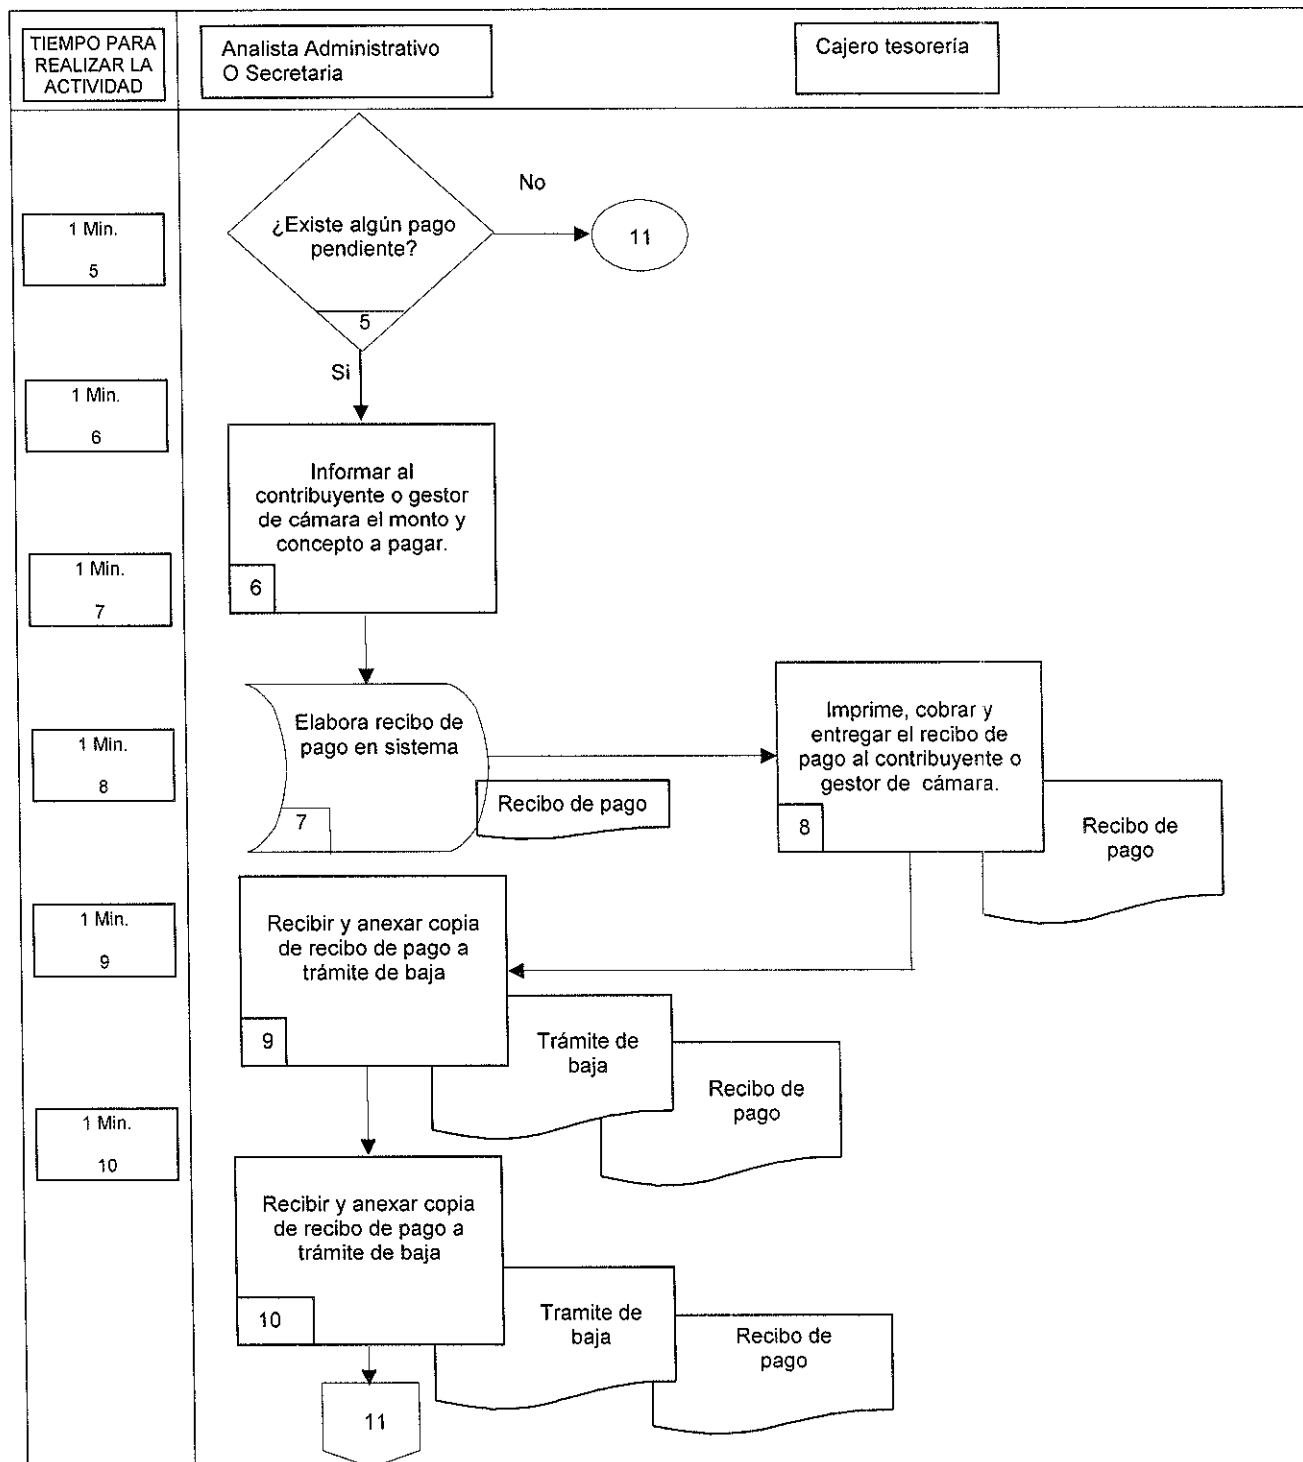 TIEMPO PARA
REALIZAR LA
ACTIVIDAD
Analista Administrativo
O Secretaria
Cajero tesorería
1 Min.
5
¿Existe algún pago
pendiente?
5
No
11
Si
1 Min.
6
Informar al
contribuyente o gestor
de cámara el monto y
concepto a pagar.
6
1 Min.
7
Elabora recibo de
pago en sistema
7
Recibo de pago
1 Min.
8
Imprime, cobrar y
entregar el recibo de
pago al contribuyente o
gestor de cámara.
8
Recibo de
pago
1 Min.
9
Recibir y anexar copia
de recibo de pago a
trámite de baja
9
Trámite de
baja
Recibo de
pago
1 Min.
10
Recibir y anexar copia
de recibo de pago a
trámite de baja
10
Tramite de
baja
Recibo de
pago
11